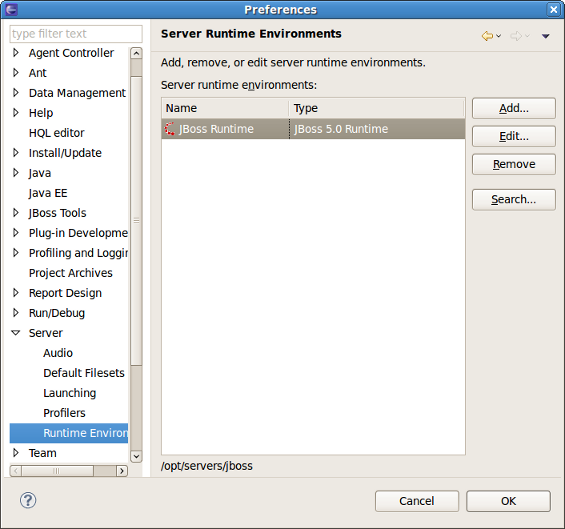 Preferences
type filter text
Agent Controller
Ant
Data Management
Help
HQL editor
Install/Update
Java
Java EE
JBoss Tools
Plug-in Developme
Profiling and Loggin
Project Archives
Report Design
Run/Debug
Server
Audio
Default Filesets
Launching
Profilers
Runtime Environ
Team
Server Runtime Environments
Add, remove, or edit server runtime environments.
Server runtime environments:
Name Type
JBoss Runtime JBoss 5.0 Runtime
Add...
Edit...
Remove
Search...
/opt/servers/jboss
?
Cancel OK